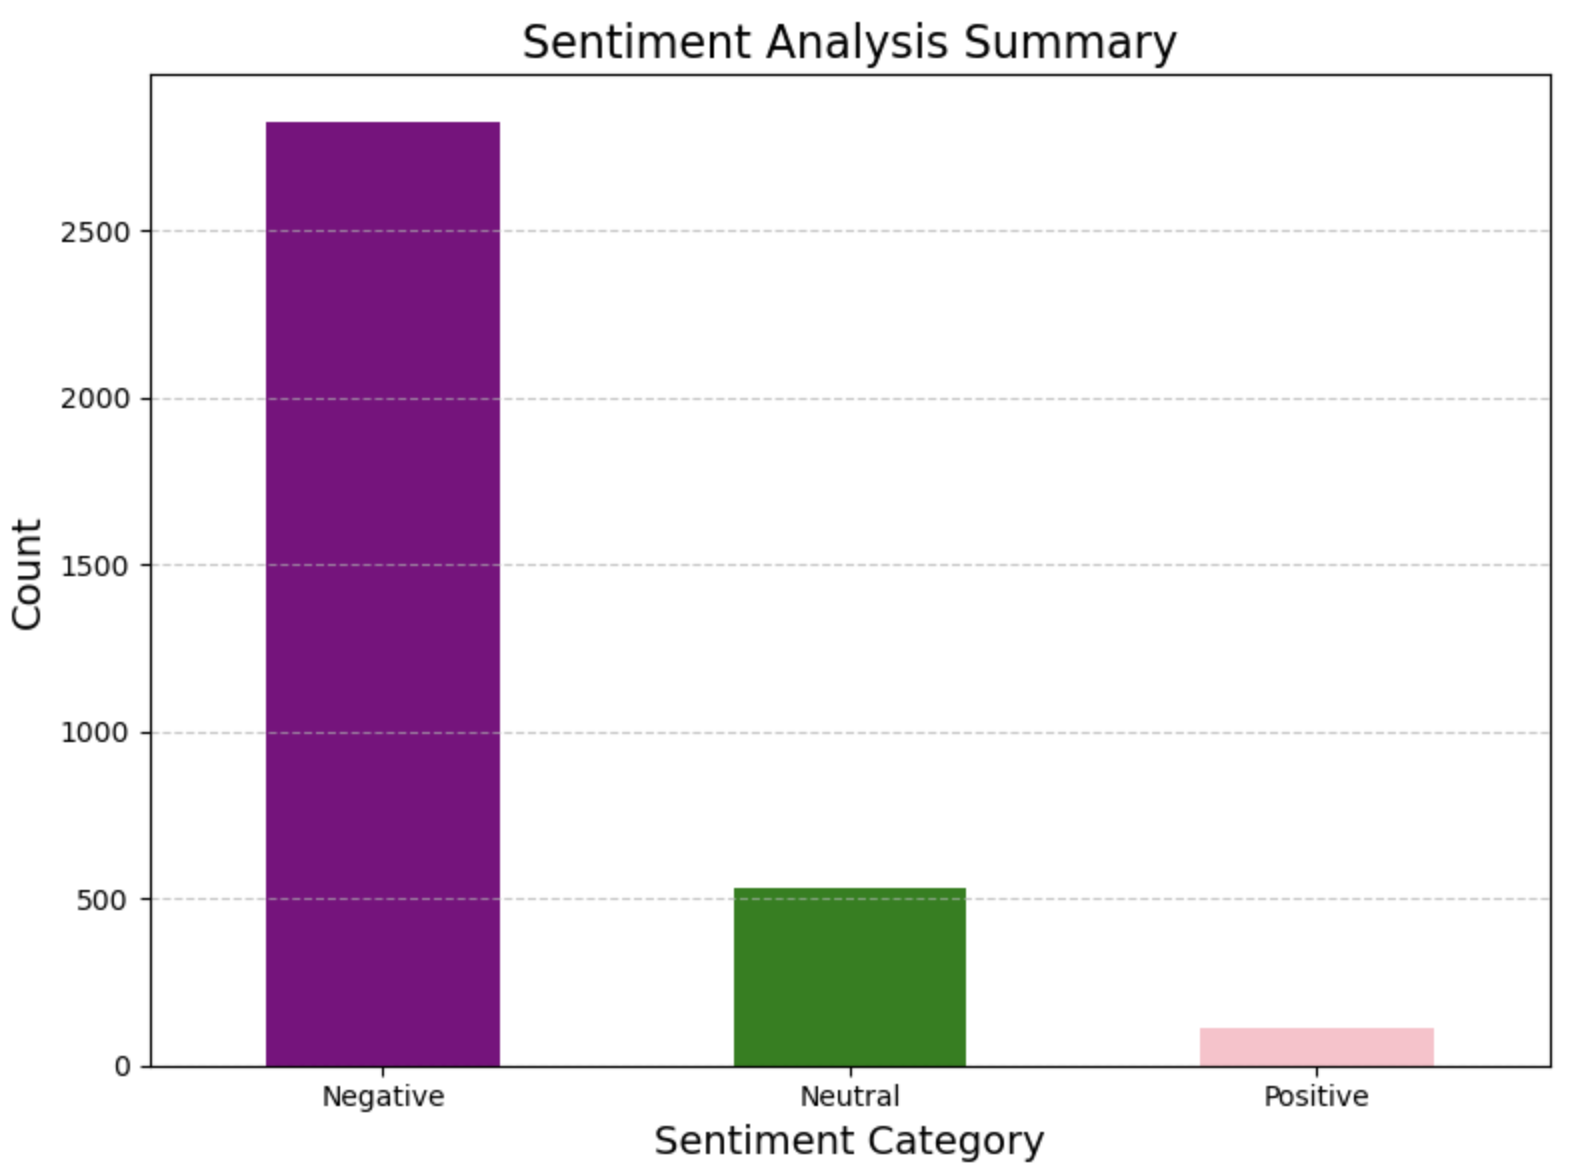 Sentiment Analysis Summary
2500
2000
1500
1000
500
0
Count
Negative
Neutral
Positive
Sentiment Category